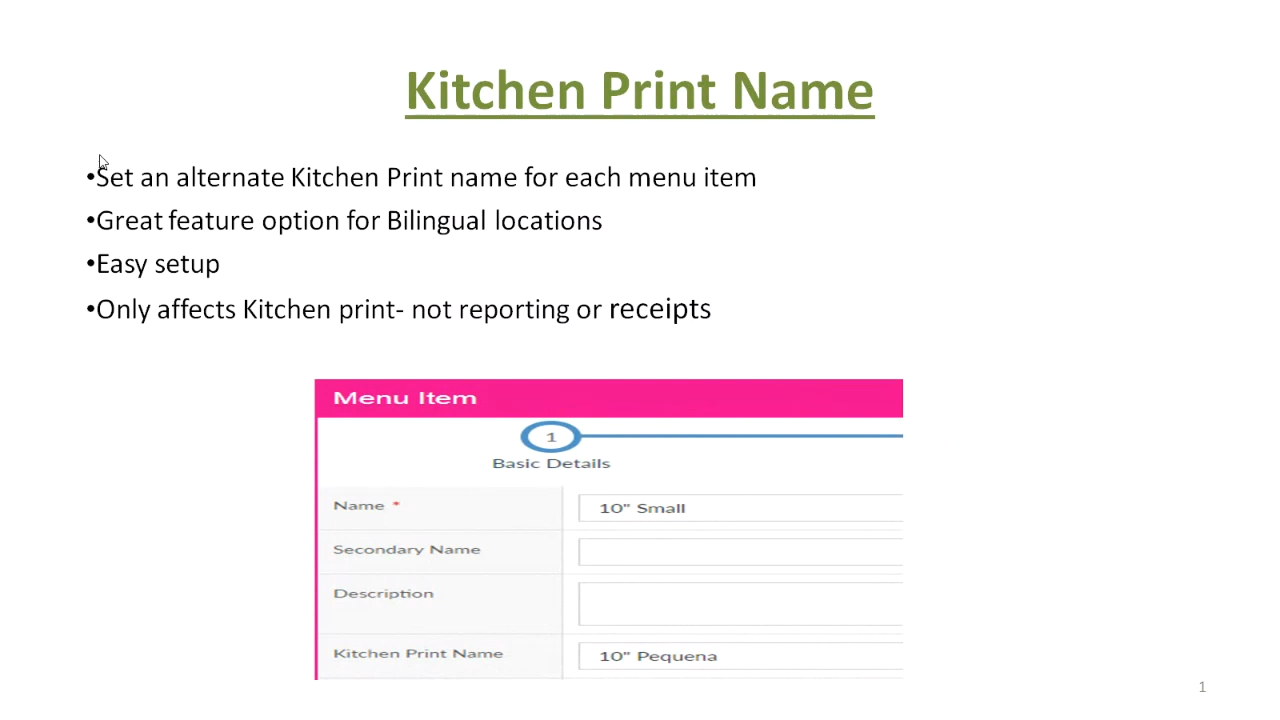 Kitchen Print Name
•Set an alternate Kitchen Print name for each menu item
•Great feature option for Bilingual locations
•Easy setup
•Only affects Kitchen print- not reporting or receipts
Menu Item
1
Basic Details
Name * 10" Small
Secondary Name
Description
Kitchen Print Name 10" Pequena
1